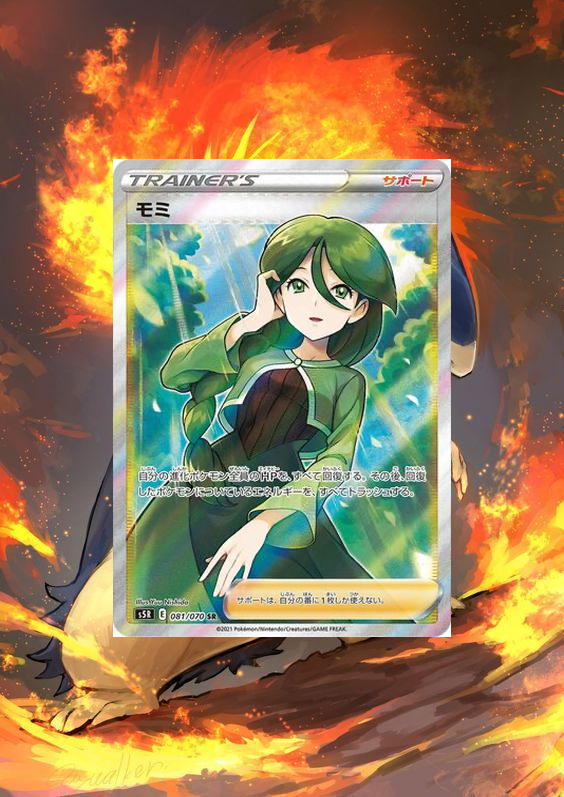 TRAINER'S サポート
モミ
自分の進化ポケモン全員のHPを、すべて回復する。その後、回復
したポケモンについているエネルギーを、すべてトラッシュする。
Illus.You Nishida
サポートは、自分の番に1枚しか使えない。
s5R E 081/070 SR
©2021 Pokémon/Nintendo/Creatures/GAME FREAK.